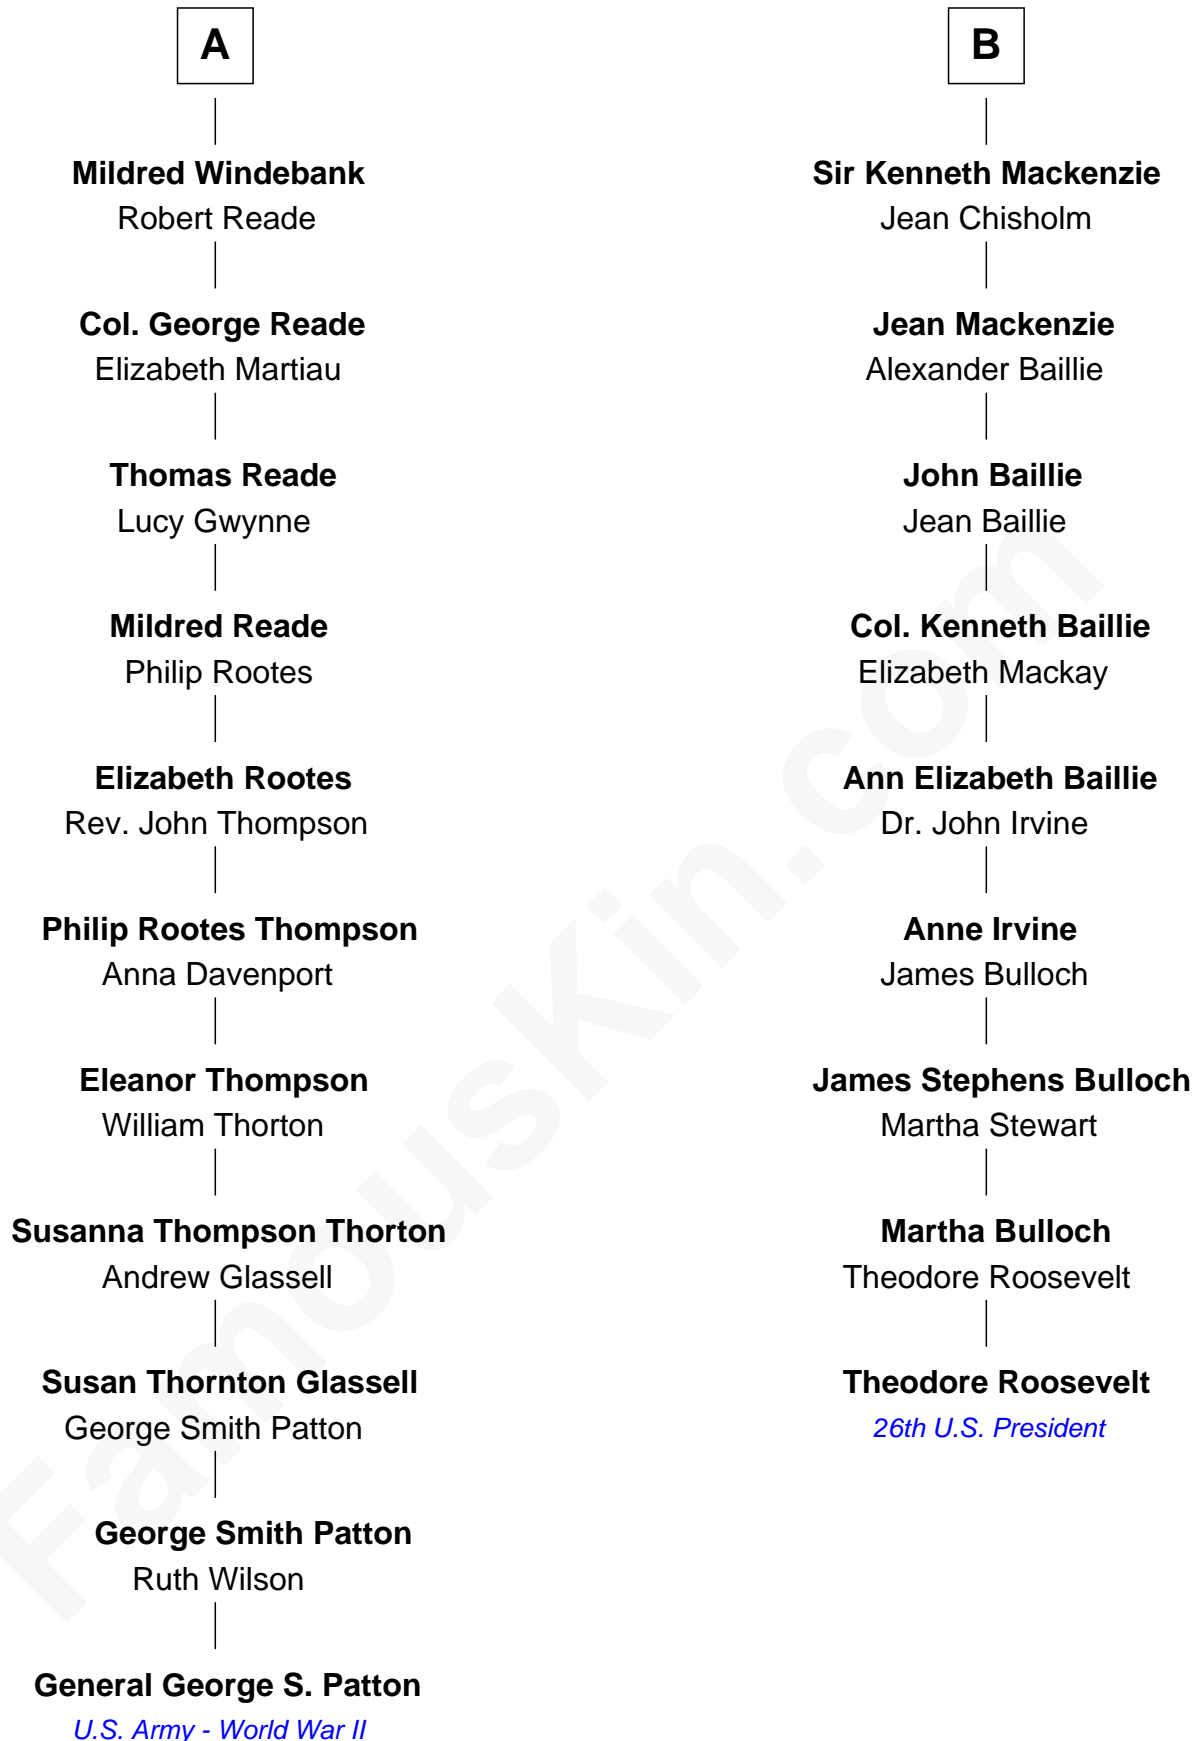 A
Mildred Windebank
Robert Reade
Col. George Reade
Elizabeth Martiau
Thomas Reade
Lucy Gwynne
Mildred Reade
Philip Rootes
Elizabeth Rootes
Rev. John Thompson
Philip Rootes Thompson
Anna Davenport
Eleanor Thompson
William Thorton
Susanna Thompson Thorton
Andrew Glassell
Susan Thornton Glassell
George Smith Patton
George Smith Patton
Ruth Wilson
General George S. Patton
U.S. Army - World War II
B
Sir Kenneth Mackenzie
Jean Chisholm
Jean Mackenzie
Alexander Baillie
John Baillie
Jean Baillie
Col. Kenneth Baillie
Elizabeth Mackay
Ann Elizabeth Baillie
Dr. John Irvine
Anne Irvine
James Bulloch
James Stephens Bulloch
Martha Stewart
Martha Bulloch
Theodore Roosevelt
Theodore Roosevelt
26th U.S. President
FamousKin.com